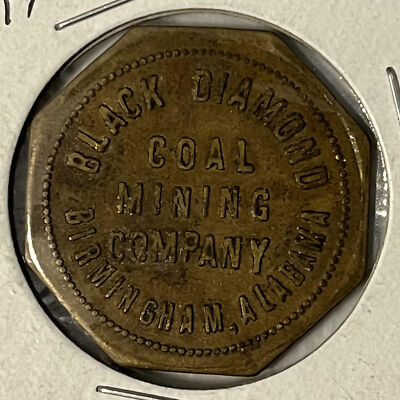 BLACK DIAMOND
COAL
MINING
COMPANY
BIRMINGHAM, ALABAMA